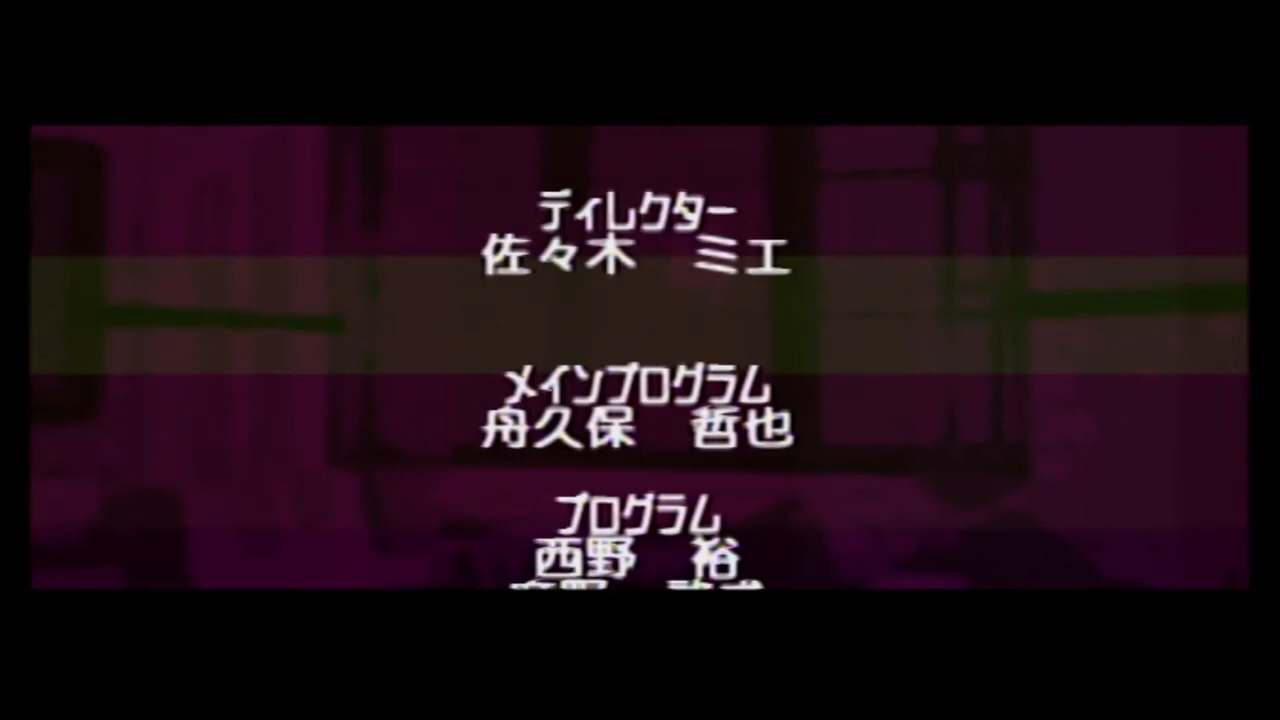 ディレクター
佐々木　ミエ
メインプログラム
舟久保　哲也
プログラム
西野　裕